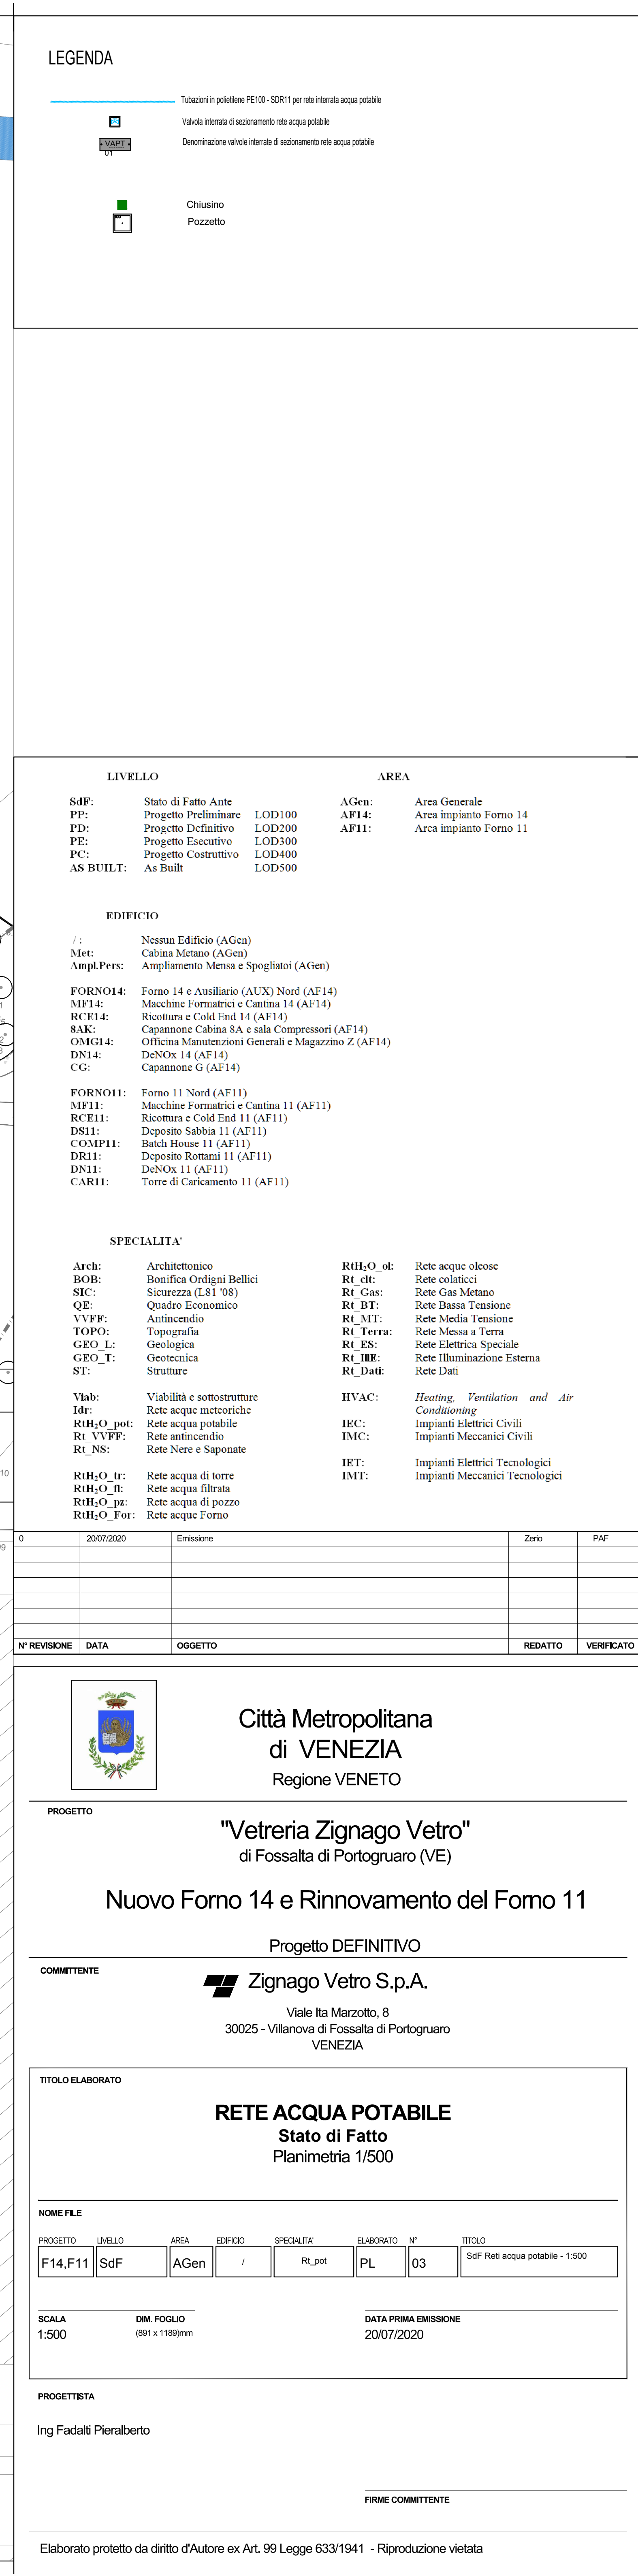 LEGENDA
Tubazioni in polietilene PE100 - SDR11 per rete interrata acqua potabile
Valvola interrata di sezionamento rete acqua potabile
VAPT Denominazione valvole interrate di sezionamento rete acqua potabile
01
Chiusino
Pozzetto
LIVELLO
SdF: Stato di Fatto Ante
PP: Progetto Preliminare LOD100
PD: Progetto Definitivo LOD200
PE: Progetto Esecutivo LOD300
PC: Progetto Costruttivo LOD400
AS BUILT: As Built LOD500
AREA
AGen: Area Generale
AF14: Area impianto Forno 14
AF11: Area impianto Forno 11
EDIFICIO
/ : Nessun Edificio (AGen)
Met: Cabina Metano (AGen)
Ampl.Pers: Ampliamento Mensa e Spogliatoi (AGen)
FORNO14: Forno 14 e Ausiliario (AUX) Nord (AF14)
MF14: Macchine Formatrici e Cantina 14 (AF14)
RCE14: Ricottura e Cold End 14 (AF14)
8AK: Capannone Cabina 8A e sala Compressori (AF14)
OMG14: Officina Manutenzioni Generali e Magazzino Z (AF14)
DN14: DeNOx 14 (AF14)
CG: Capannone G (AF14)
FORNO11: Forno 11 Nord (AF11)
MF11: Macchine Formatrici e Cantina 11 (AF11)
RCE11: Ricottura e Cold End 11 (AF11)
DS11: Deposito Sabbia 11 (AF11)
COMP11: Batch House 11 (AF11)
DR11: Deposito Rottami 11 (AF11)
DN11: DeNOx 11 (AF11)
CAR11: Torre di Caricamento 11 (AF11)
SPECIALITA'
Arch: Architettonico
BOB: Bonifica Ordigni Bellici
SIC: Sicurezza (L81 '08)
QE: Quadro Economico
VVFF: Antincendio
TOPO: Topografia
GEO_L: Geologica
GEO_T: Geotecnica
ST: Strutture
Viab: Viabilità e sottostrutture
Idr: Rete acque meteoriche
RtH₂O_pot: Rete acqua potabile
Rt_VVFF: Rete antincendio
Rt_NS: Rete Nere e Saponate
RtH₂O_tr: Rete acqua di torre
RtH₂O_fl: Rete acqua filtrata
RtH₂O_pz: Rete acqua di pozzo
RtH₂O_For: Rete acque Forno
RtH₂O_ol: Rete acque oleose
Rt_clt: Rete colaticci
Rt_Gas: Rete Gas Metano
Rt_BT: Rete Bassa Tensione
Rt_MT: Rete Media Tensione
Rt_Terra: Rete Messa a Terra
Rt_ES: Rete Elettrica Speciale
Rt_IlIE: Rete Illuminazione Esterna
Rt_Dati: Rete Dati
HVAC: Heating, Ventilation and Air
Conditioning
IEC: Impianti Elettrici Civili
IMC: Impianti Meccanici Civili
IET: Impianti Elettrici Tecnologici
IMT: Impianti Meccanici Tecnologici
0 20/07/2020 Emissione Zerio PAF
N° REVISIONE DATA OGGETTO REDATTO VERIFICATO
Città Metropolitana
di VENEZIA
Regione VENETO
PROGETTO
"Vetreria Zignago Vetro"
di Fossalta di Portogruaro (VE)
Nuovo Forno 14 e Rinnovamento del Forno 11
Progetto DEFINITIVO
COMMITTENTE
Zignago Vetro S.p.A.
Viale Ita Marzotto, 8
30025 - Villanova di Fossalta di Portogruaro
VENEZIA
TITOLO ELABORATO
RETE ACQUA POTABILE
Stato di Fatto
Planimetria 1/500
NOME FILE
PROGETTO LIVELLO AREA EDIFICIO SPECIALITA' ELABORATO N° TITOLO
F14,F11 SdF AGen / Rt_pot PL 03 SdF Reti acqua potabile - 1:500
SCALA DIM. FOGLIO DATA PRIMA EMISSIONE
1:500 (891 x 1189)mm 20/07/2020
PROGETTISTA
Ing Fadalti Pieralberto
FIRME COMMITTENTE
Elaborato protetto da diritto d'Autore ex Art. 99 Legge 633/1941 - Riproduzione vietata